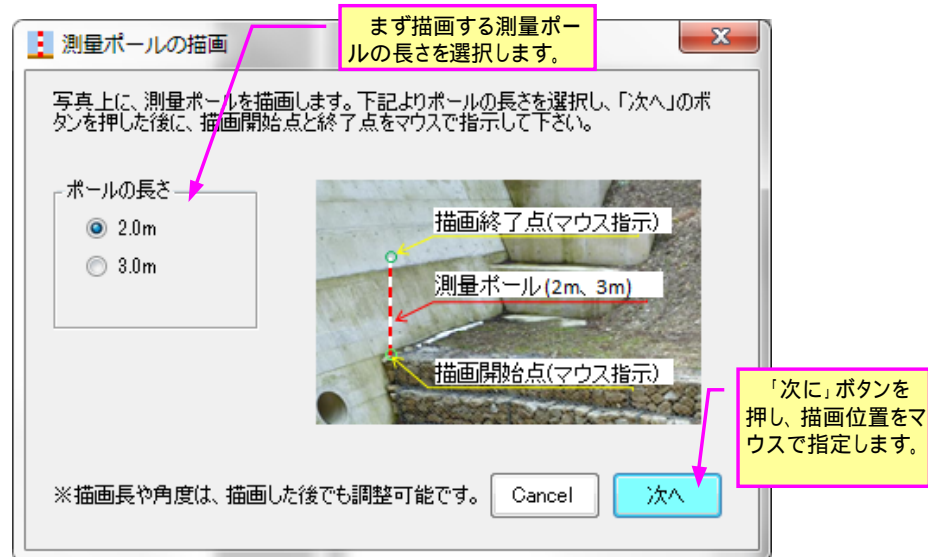 まず描画する測量ポー
ルの長さを選択します。
測量ポールの描画
写真上に、測量ポールを描画します。下記よりポールの長さを選択し、「次へ」のボ
タンを押した後に、描画開始点と終了点をマウスで指示して下さい。
ポールの長さ
2.0m
3.0m
描画終了点(マウス指示)
測量ポール(2m、3m)
描画開始点(マウス指示)
「次に」ボタンを
押し、描画位置をマ
ウスで指定します。
※描画長や角度は、描画した後でも調整可能です。
Cancel
次へ